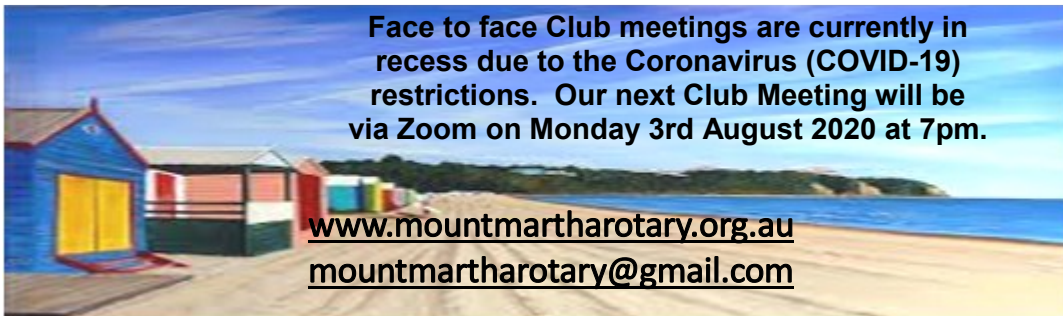 Face to face Club meetings are currently in
recess due to the Coronavirus (COVID-19)
restrictions.  Our next Club Meeting will be
via Zoom on Monday 3rd August 2020 at 7pm.
www.mountmartharotary.org.au
mountmartharotary@gmail.com